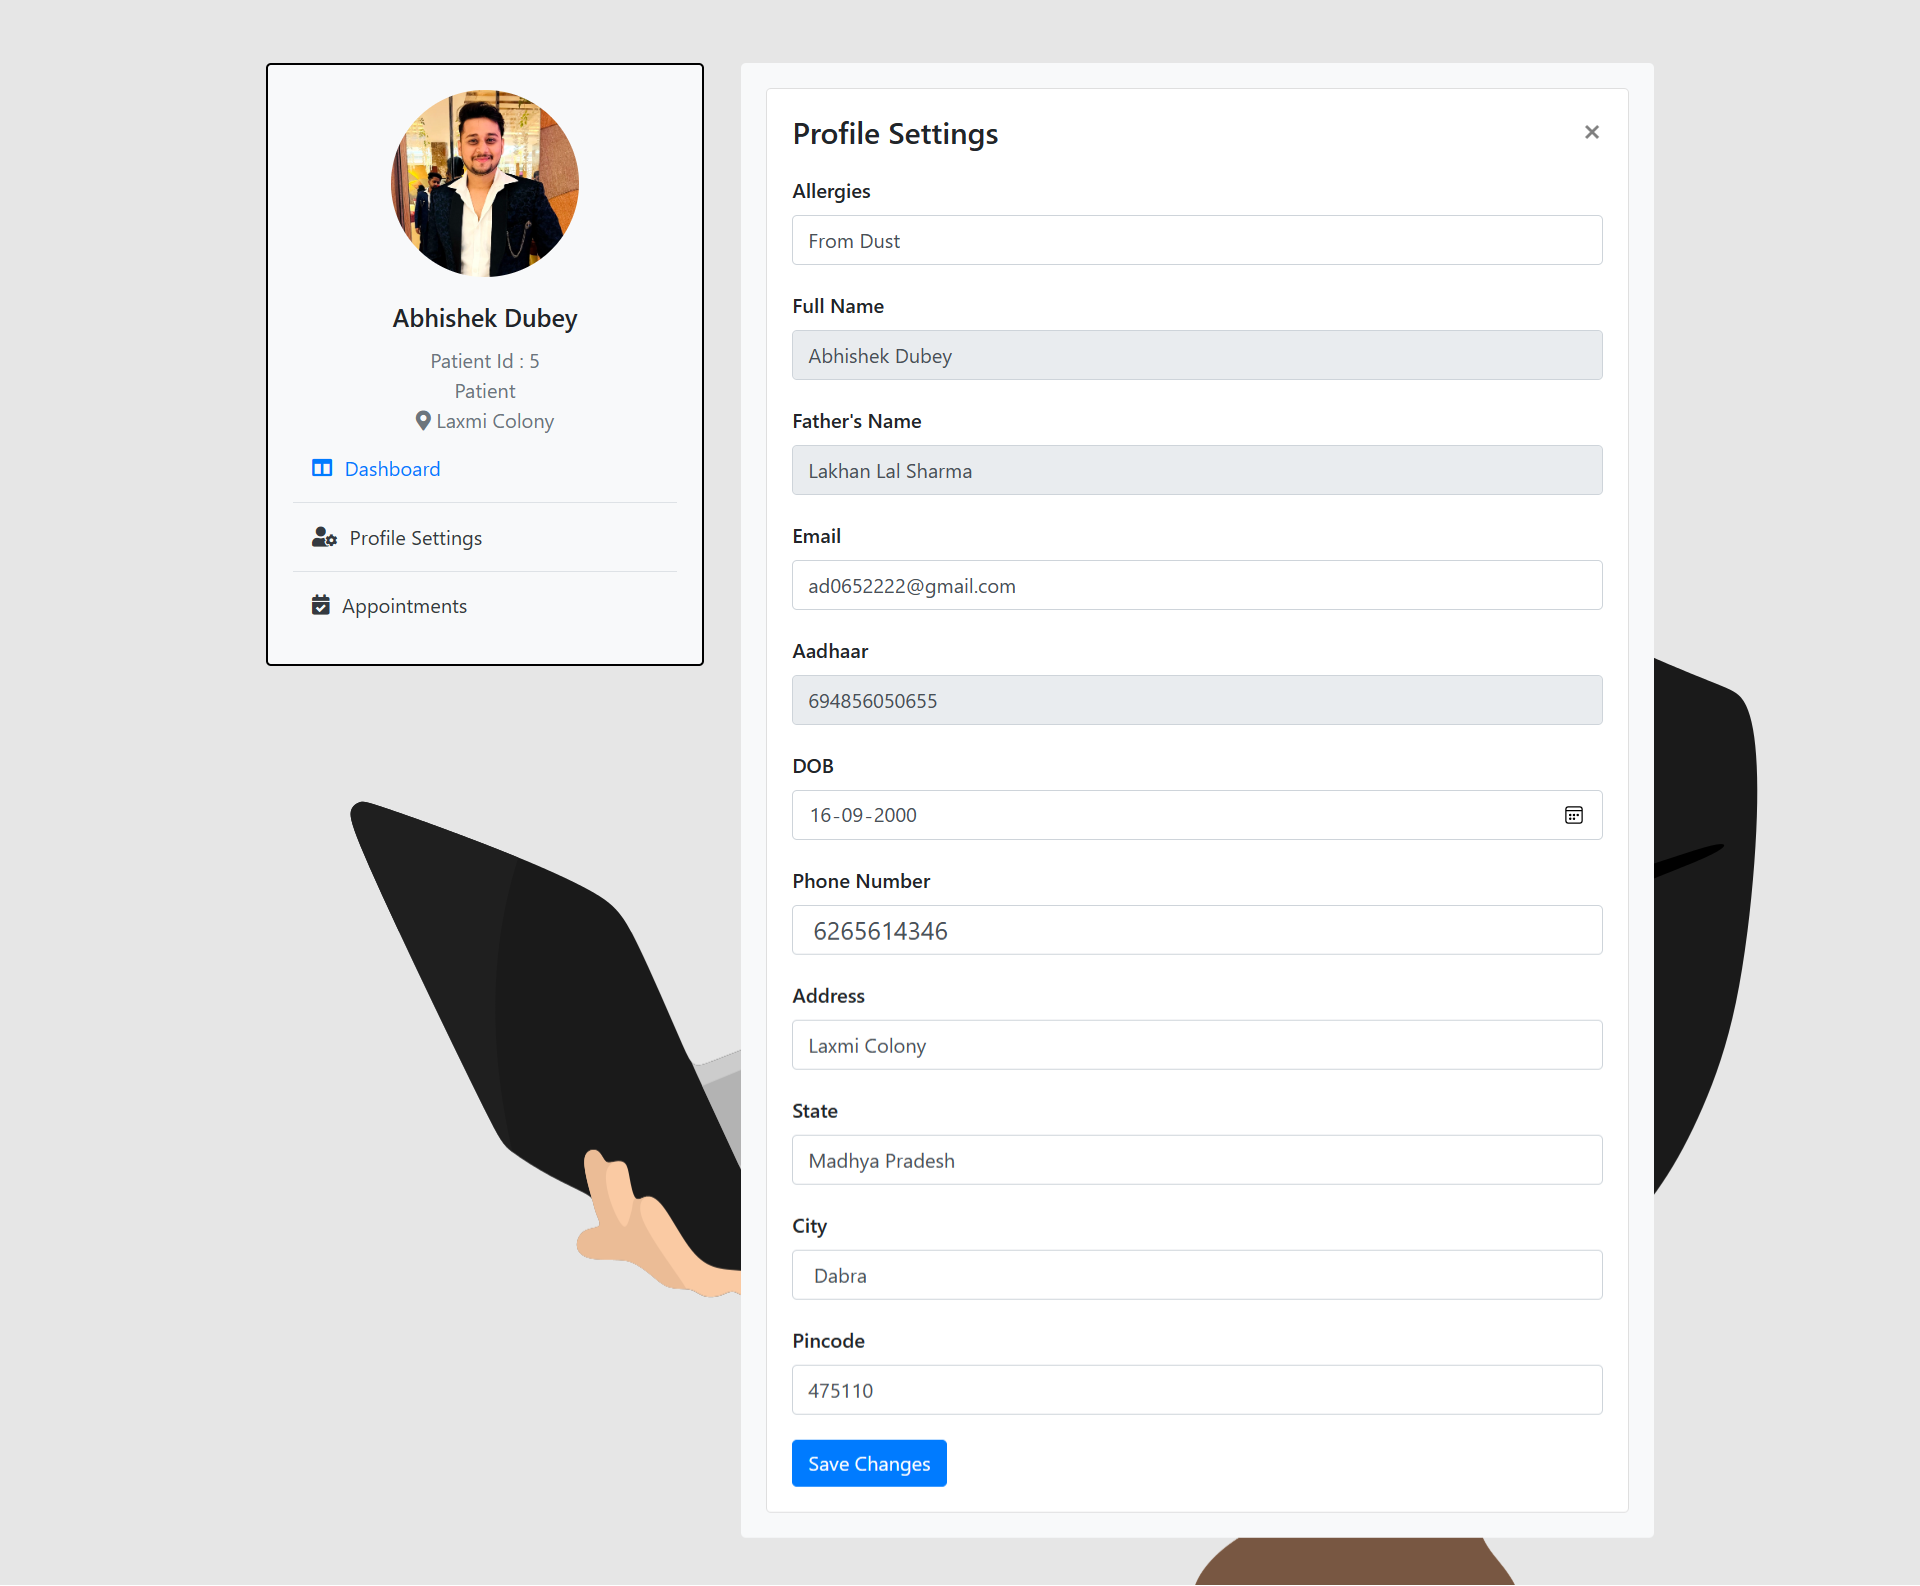 Abhishek Dubey
Patient Id : 5
Patient
Laxmi Colony
Dashboard
Profile Settings
Appointments
Profile Settings
Allergies
From Dust
Full Name
Abhishek Dubey
Father's Name
Lakhan Lal Sharma
Email
ad0652222@gmail.com
Aadhaar
694856050655
DOB
16-09-2000
Phone Number
6265614346
Address
Laxmi Colony
State
Madhya Pradesh
City
Dabra
Pincode
475110
Save Changes